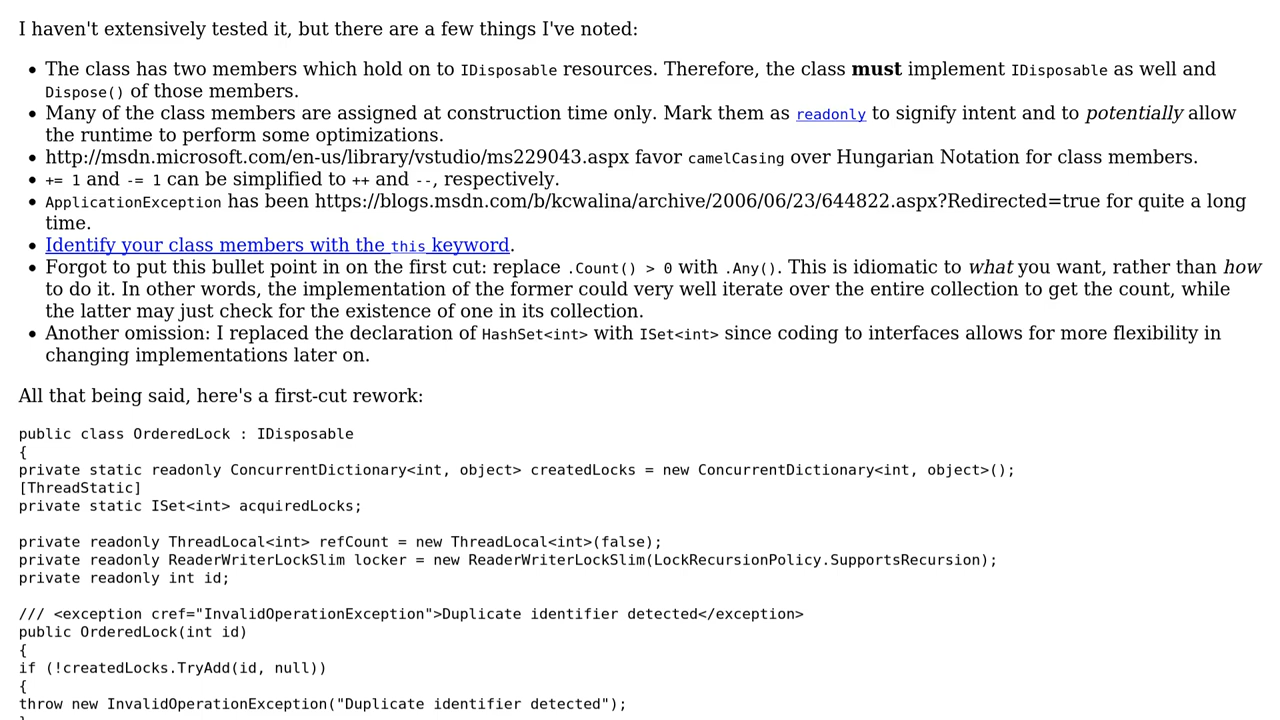 I haven't extensively tested it, but there are a few things I've noted:
• The class has two members which hold on to IDisposable resources. Therefore, the class must implement IDisposable as well and
Dispose() of those members.
• Many of the class members are assigned at construction time only. Mark them as readonly to signify intent and to potentially allow
the runtime to perform some optimizations.
• http://msdn.microsoft.com/en-us/library/vstudio/ms229043.aspx favor camelCasing over Hungarian Notation for class members.
• += 1 and -= 1 can be simplified to ++ and --, respectively.
• ApplicationException has been https://blogs.msdn.com/b/kcwalina/archive/2006/06/23/644822.aspx?Redirected=true for quite a long
time.
• Identify your class members with the this keyword.
• Forgot to put this bullet point in on the first cut: replace .Count() > 0 with .Any(). This is idiomatic to what you want, rather than how
to do it. In other words, the implementation of the former could very well iterate over the entire collection to get the count, while
the latter may just check for the existence of one in its collection.
• Another omission: I replaced the declaration of HashSet<int> with ISet<int> since coding to interfaces allows for more flexibility in
changing implementations later on.
All that being said, here's a first-cut rework:
public class OrderedLock : IDisposable
{
private static readonly ConcurrentDictionary<int, object> createdLocks = new ConcurrentDictionary<int, object>();
[ThreadStatic]
private static ISet<int> acquiredLocks;
private readonly ThreadLocal<int> refCount = new ThreadLocal<int>(false);
private readonly ReaderWriterLockSlim locker = new ReaderWriterLockSlim(LockRecursionPolicy.SupportsRecursion);
private readonly int id;
/// <exception cref="InvalidOperationException">Duplicate identifier detected</exception>
public OrderedLock(int id)
{
if (!createdLocks.TryAdd(id, null))
{
throw new InvalidOperationException("Duplicate identifier detected");
}